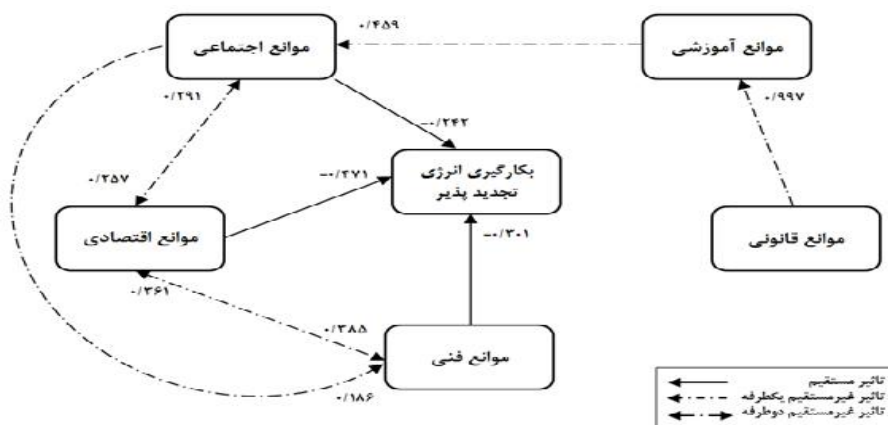 ۰/۴۵۹
موانع اجتماعی
موانع آموزشی
۰/۲۹۱
-۰/۲۴۲
۰/۹۹۷
۰/۲۵۷
-۰/۲۷۱
بکارگیری انرژی
تجدید پذیر
موانع اقتصادی
موانع قانونی
-۰/۳۰۱
۰/۳۶۱
۰/۳۸۵
موانع فنی
۰/۱۸۶
تاثیر مستقیم
تاثیر غیرمستقیم یکطرفه
تاثیر غیرمستقیم دوطرفه